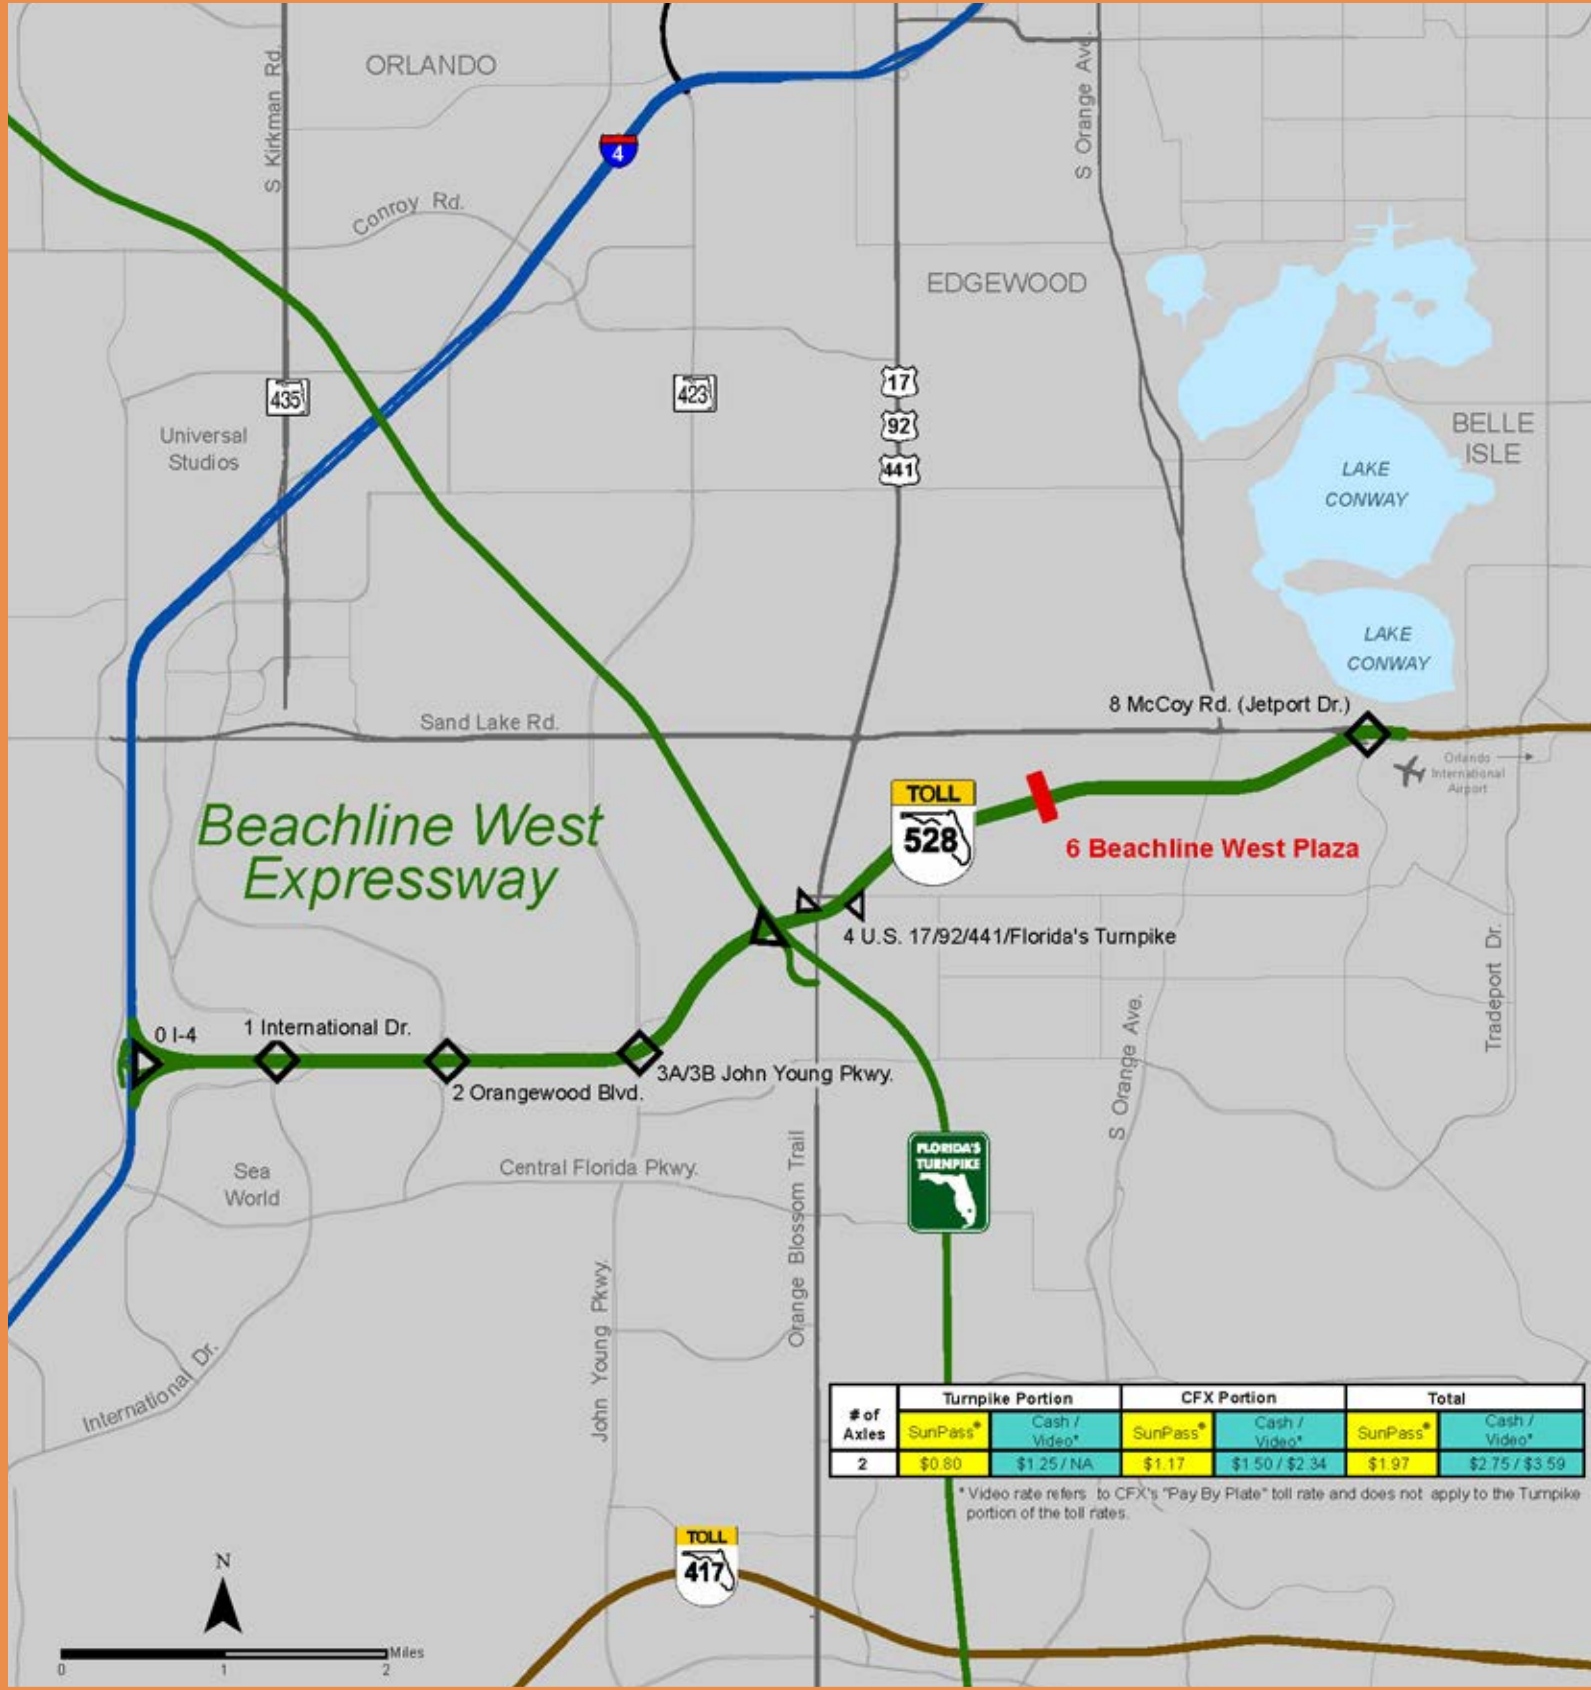 S Kirkman Rd.
ORLANDO
S Orange Ave.
4
Conroy Rd.
EDGEWOOD
435
423
17
92
441
Universal
Studios
BELLE
ISLE
LAKE
CONWAY
LAKE
CONWAY
8 McCoy Rd. (Jetport Dr.)
Sand Lake Rd.
Orlando
International
Airport
TOLL
528
Beachline West
Expressway
6 Beachline West Plaza
4 U.S. 17/92/441/Florida's Turnpike
Tradeport Dr.
0 I-4
1 International Dr.
2 Orangewood Blvd.
3A/3B John Young Pkwy.
S Orange Ave.
FLORIDA'S
TURNPIKE
Sea
World
Central Florida Pkwy.
Orange Blossom Trail
John Young Pkwy.
International Dr.
# of Axles Turnpike Portion CFX Portion Total
SunPass® Cash / Video* SunPass® Cash / Video* SunPass® Cash / Video*
2 $0.80 $1.25 / NA $1.17 $1.50 / $2.34 $1.97 $2.75 / $3.59
* Video rate refers to CFX's "Pay By Plate" toll rate and does not apply to the Turnpike
portion of the toll rates.
TOLL
417
N
Miles
0 1 2